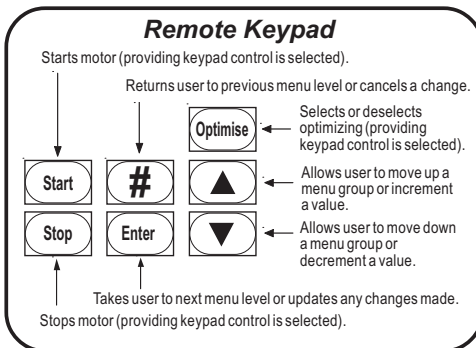 Remote Keypad
Starts motor (providing keypad control is selected).
Returns user to previous menu level or cancels a change.
Optimise
Selects or deselects
optimizing (providing
keypad control is selected).
Start
#
▲
Allows user to move up a
menu group or increment
a value.
Stop
Enter
▼
Allows user to move down
a menu group or
decrement a value.
Takes user to next menu level or updates any changes made.
Stops motor (providing keypad control is selected).